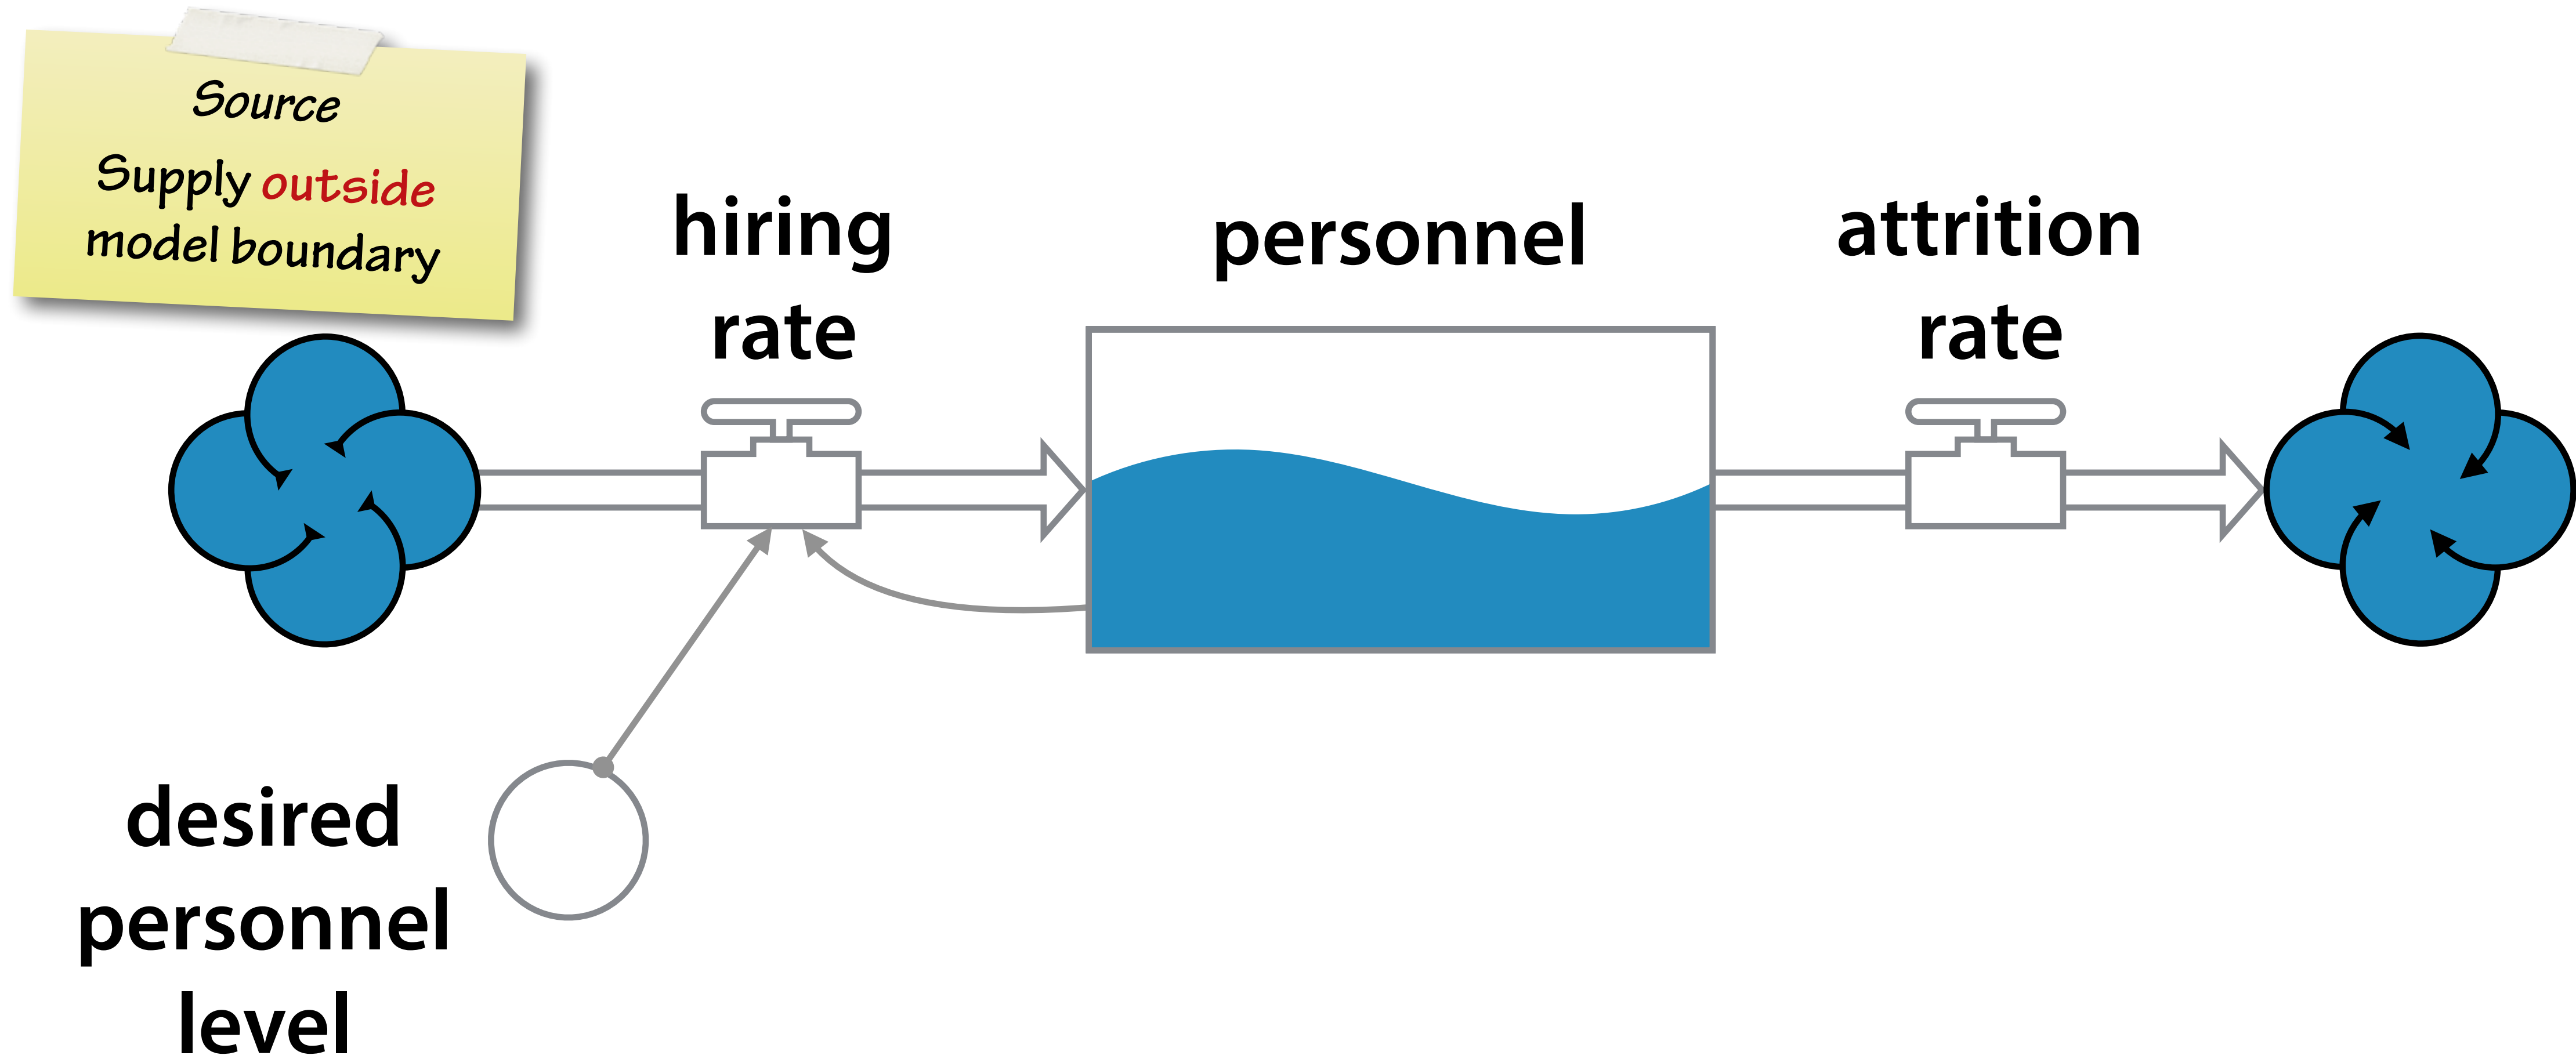 Source
Supply outside
model boundary
hiring
rate
personnel
attrition
rate
desired
personnel
level